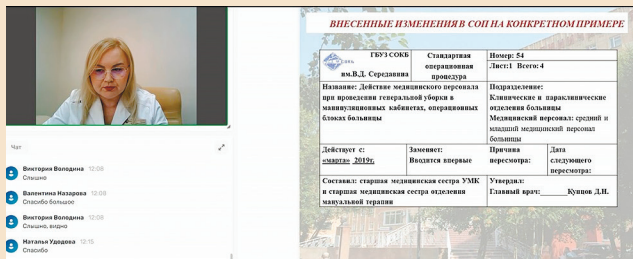 ВНЕСЕННЫЕ ИЗМЕНЕНИЯ В СОП НА КОНКРЕТНОМ ПРИМЕРЕ
ГБУЗ СОКБ
им.В.Д. Середавина
Стандартная
операционная
процедура
Номер: 54
Лист:1 Всего: 4
Название: Действие медицинского персонала
при проведении генеральной уборки в
манипуляционных кабинетах, операционных
блоках больницы
Подразделение:
Клинические и параклинические
отделения больницы
Медицинский персонал: средний и
младший медицинский персонал
больницы
Действует с:
«марта» 2019г.
Заменяет:
Вводится впервые
Причина
пересмотра:
Дата
следующего
пересмотра:
Составил: старшая медицинская сестра УМК
и старшая медицинская сестра отделения
мануальной терапии
Утвердил:
Главный врач:_______Купцов Д.Н.
Чат
Виктория Володина 12:09
Слышно
Валентина Назарова 12:09
Спасибо большое
Виктория Володина 12:09
Слышно, видно
Наталья Удодова 12:15
Спасибо